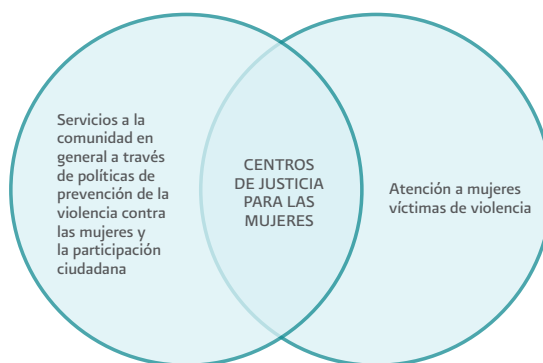 Servicios a la
comunidad en
general a través
de políticas de
prevención de la
violencia contra
las mujeres y
la participación
ciudadana
CENTROS
DE JUSTICIA
PARA LAS
MUJERES
Atención a mujeres
víctimas de violencia